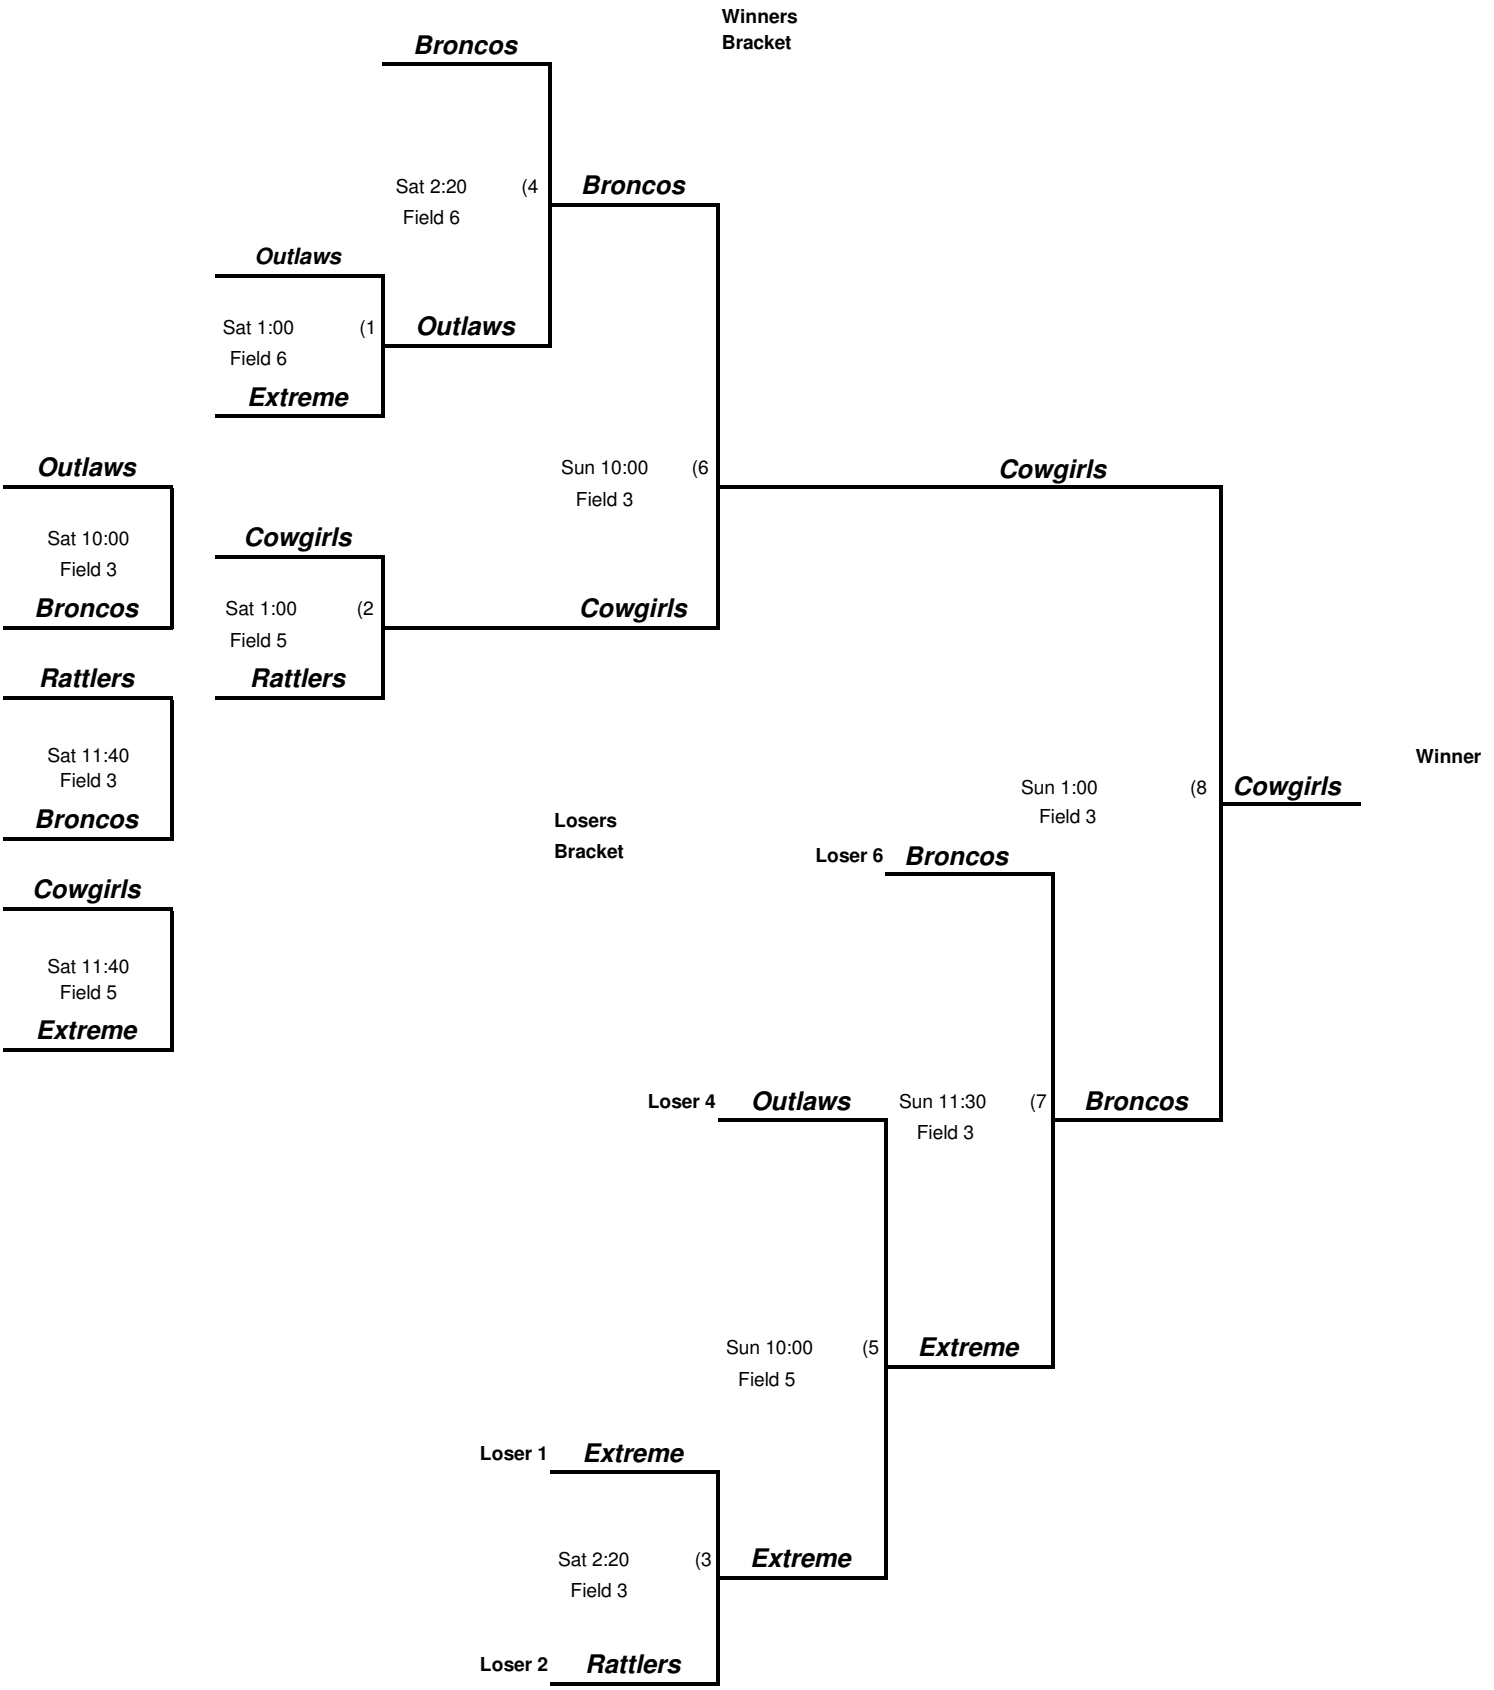 Winners
Bracket
Broncos
Sat 2:20 (4
Field 6
Broncos
Outlaws
Sat 1:00 (1
Field 6
Outlaws
Extreme
Outlaws
Sat 10:00
Field 3
Broncos
Sun 10:00 (6
Field 3
Cowgirls
Cowgirls
Sat 1:00 (2
Field 5
Cowgirls
Rattlers
Rattlers
Sat 11:40
Field 3
Broncos
Winner
Sun 1:00 (8
Field 3
Cowgirls
Losers
Bracket
Loser 6 Broncos
Cowgirls
Sat 11:40
Field 5
Extreme
Loser 4 Outlaws
Sun 11:30 (7
Field 3
Broncos
Sun 10:00 (5
Field 5
Extreme
Loser 1 Extreme
Sat 2:20 (3
Field 3
Extreme
Loser 2 Rattlers